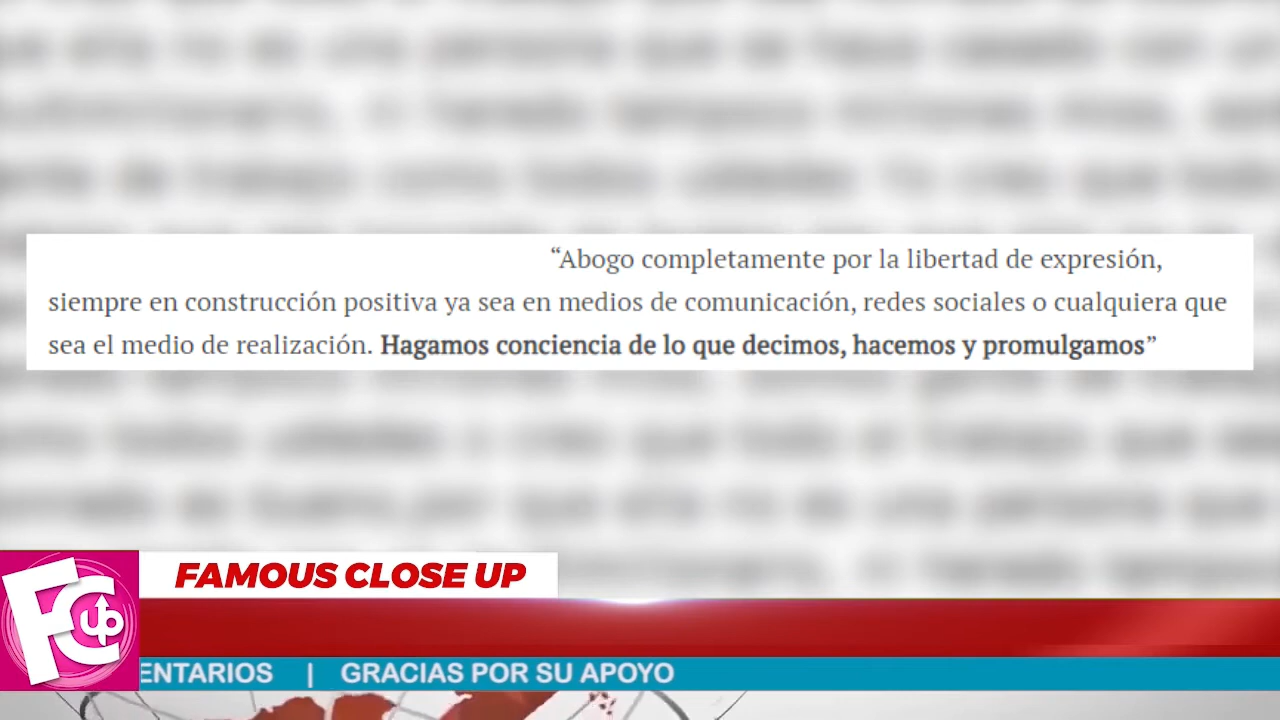 “Abogo completamente por la libertad de expresión,
siempre en construcción positiva ya sea en medios de comunicación, redes sociales o cualquiera que
sea el medio de realización. Hagamos conciencia de lo que decimos, hacemos y promulgamos”
FAMOUS CLOSE UP
FC up
ENTARIOS | GRACIAS POR SU APOYO